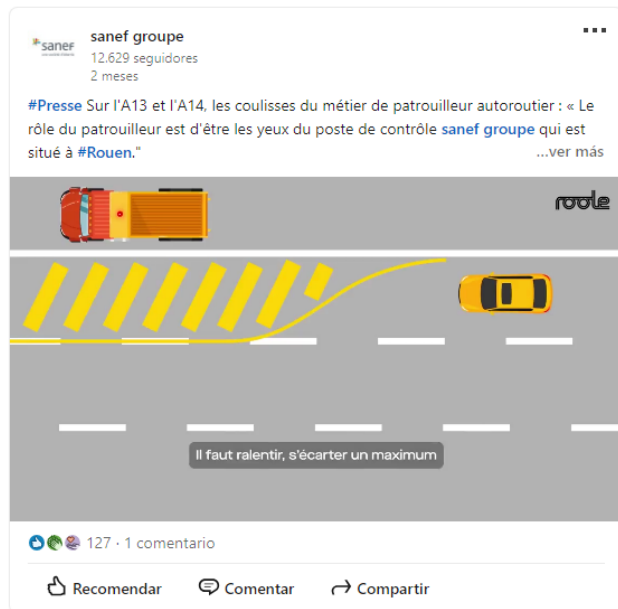 sanef groupe
sanef
12.629 seguidores
2 meses
#Presse Sur l'A13 et l'A14, les coulisses du métier de patrouilleur autoroutier : « Le
rôle du patrouilleur est d'être les yeux du poste de contrôle sanef groupe qui est
situé à #Rouen."
...ver más
roole
Il faut ralentir, s'écarter un maximum
127 · 1 comentario
Recomendar
Comentar
Compartir